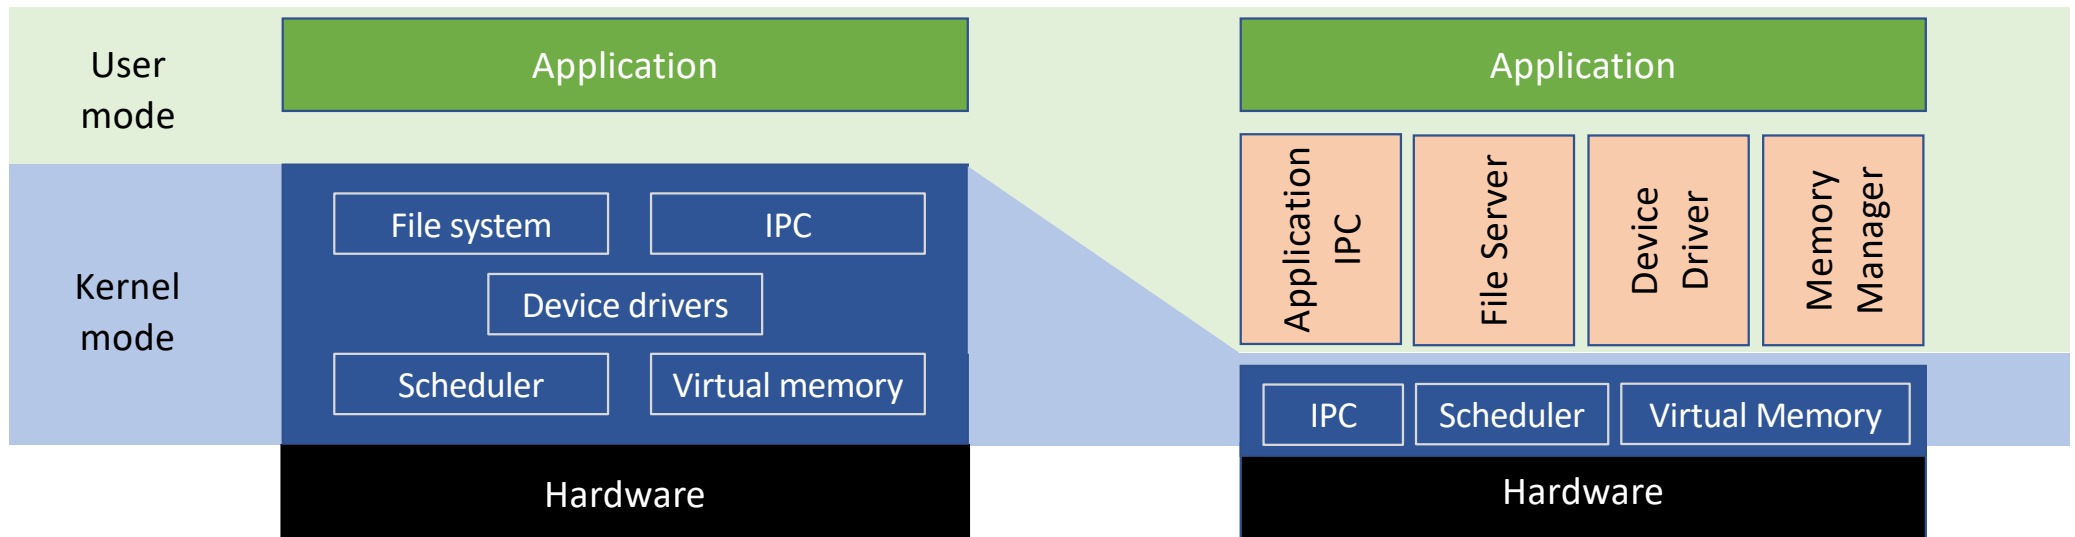 User
mode
Kernel
mode
Application
File system
IPC
Device drivers
Scheduler
Virtual memory
Hardware
Application
Application
IPC
File Server
Device
Driver
Memory
Manager
IPC
Scheduler
Virtual Memory
Hardware